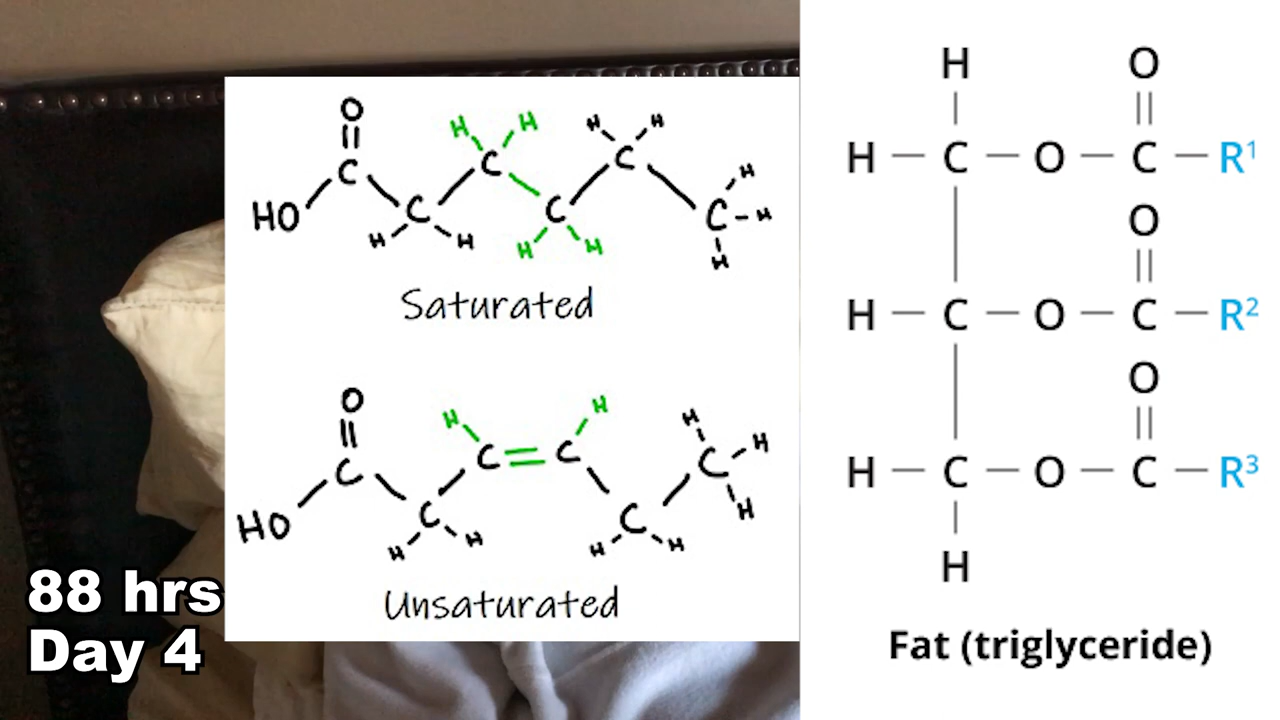 O
H H H H
C C C H
HO C C C H
H H H H H
Saturated
O
H H H H
C C C C
HO C C H
H H H H
Unsaturated
88 hrs
Day 4
H O
H — C — O — C — R¹
O
H — C — O — C — R²
O
H — C — O — C — R³
H
Fat (triglyceride)